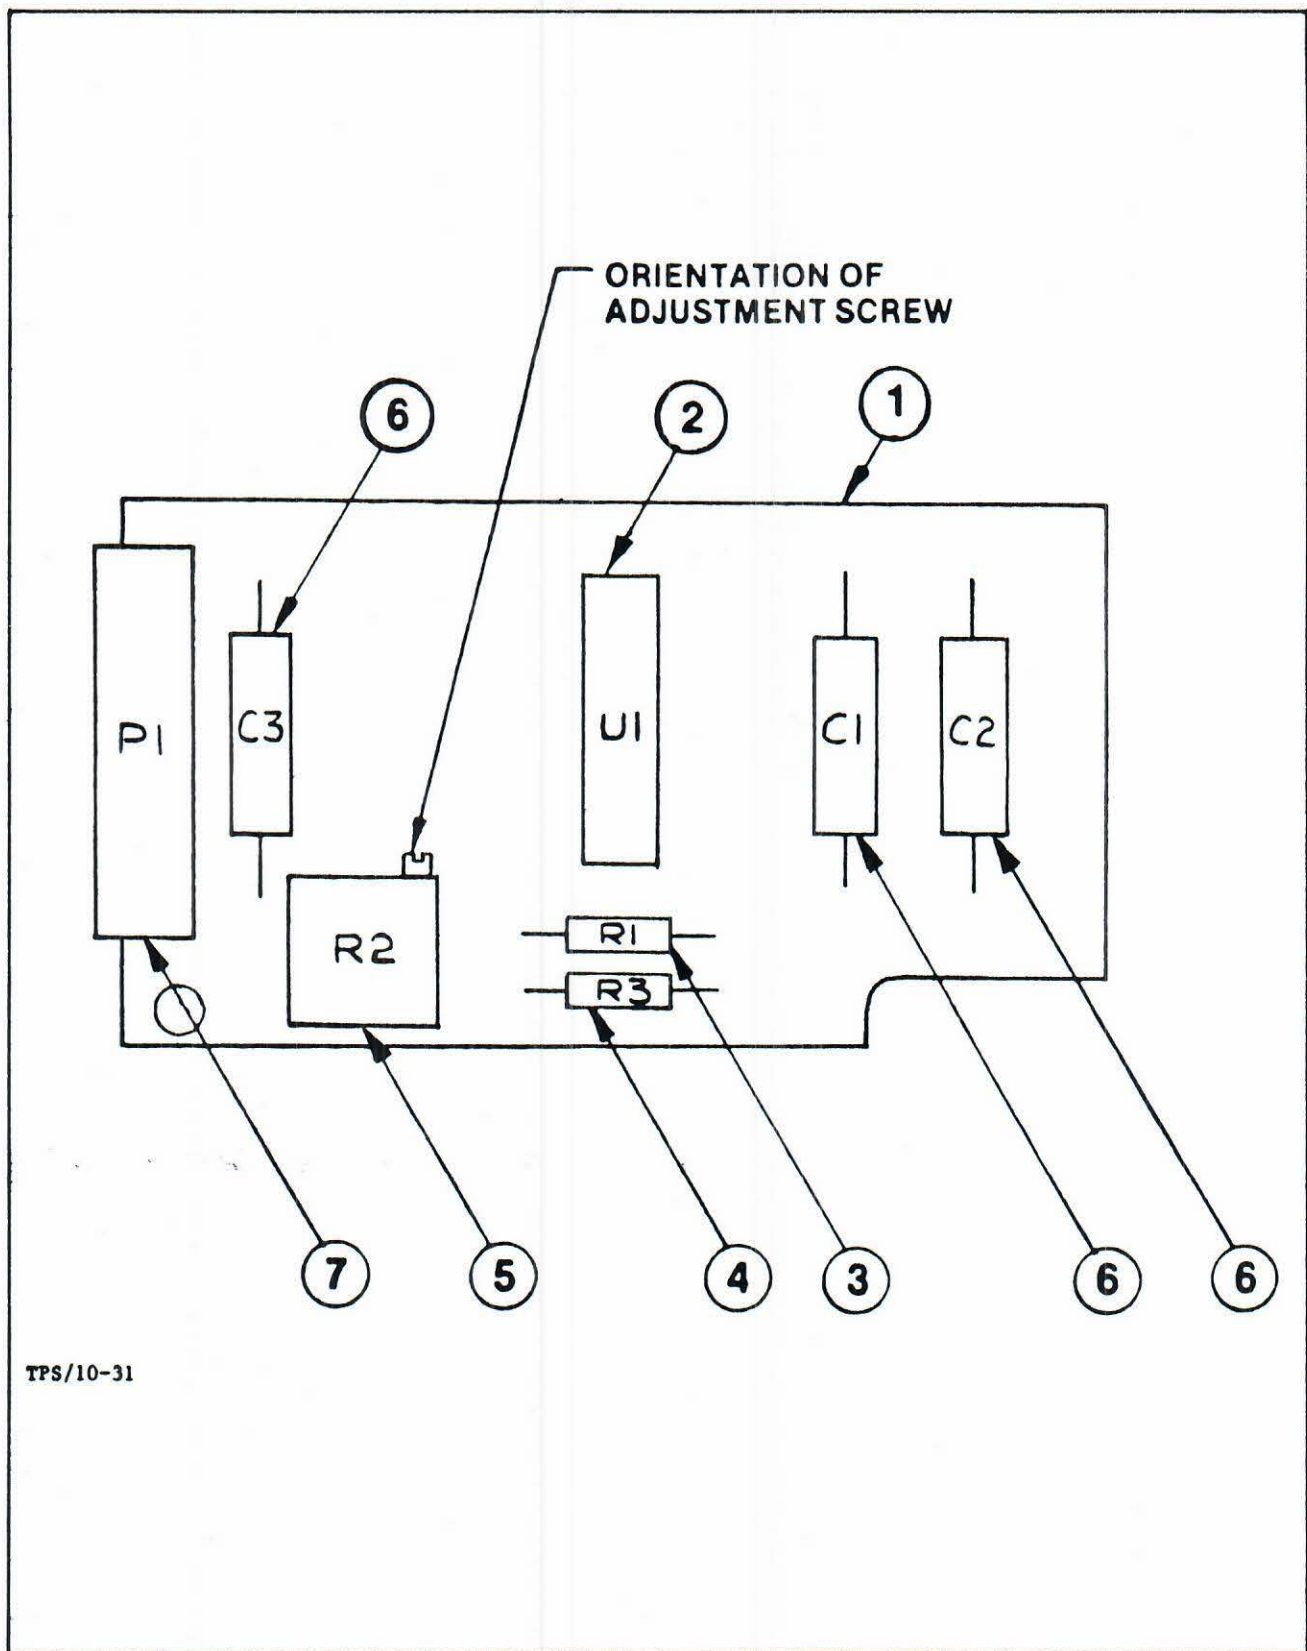 ORIENTATION OF
ADJUSTMENT SCREW
6
2
1
P1
C3
U1
C1
C2
R2
R1
R3
7
5
4
3
6
6
TPS/10-31